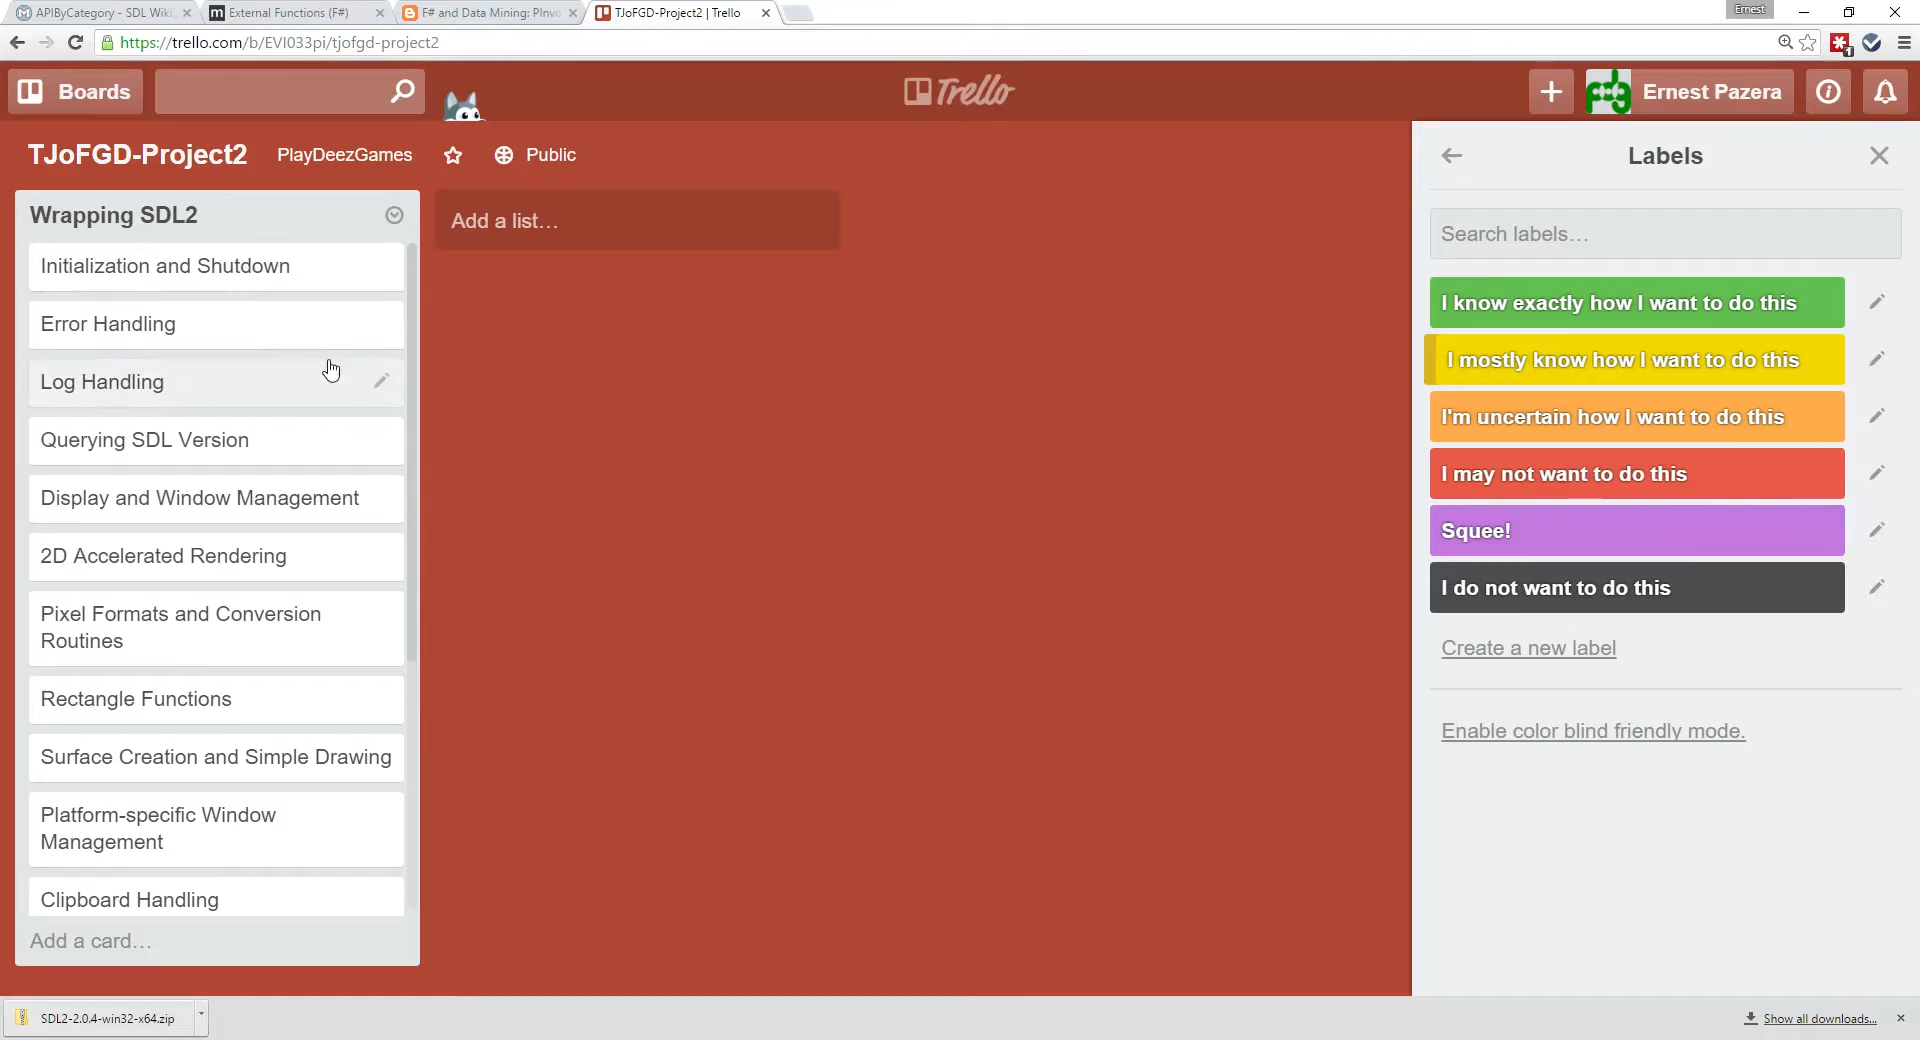 APIByCategory - SDL Wiki
External Functions (F#)
F# and Data Mining: PInvo
TJoFGD-Project2 | Trello
Ernest
https://trello.com/b/EVI033pi/tjofgd-project2
1
Boards
Trello
Ernest Pazera
TJoFGD-Project2
PlayDeezGames
Public
Wrapping SDL2
Initialization and Shutdown
Error Handling
Log Handling
Querying SDL Version
Display and Window Management
2D Accelerated Rendering
Pixel Formats and Conversion
Routines
Rectangle Functions
Surface Creation and Simple Drawing
Platform-specific Window
Management
Clipboard Handling
Add a card…
Add a list…
Labels
Search labels…
I know exactly how I want to do this
I mostly know how I want to do this
I'm uncertain how I want to do this
I may not want to do this
Squee!
I do not want to do this
Create a new label
Enable color blind friendly mode.
SDL2-2.0.4-win32-x64.zip
Show all downloads...